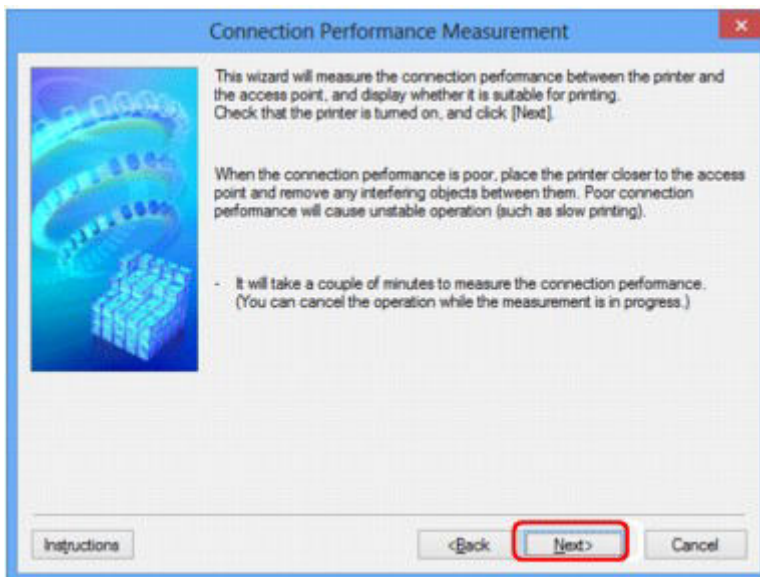 Connection Performance Measurement
This wizard will measure the connection performance between the printer and
the access point, and display whether it is suitable for printing.
Check that the printer is turned on, and click [Next].
When the connection performance is poor, place the printer closer to the access
point and remove any interfering objects between them. Poor connection
performance will cause unstable operation (such as slow printing).
- It will take a couple of minutes to measure the connection performance.
(You can cancel the operation while the measurement is in progress.)
Instructions
<Back
Next>
Cancel